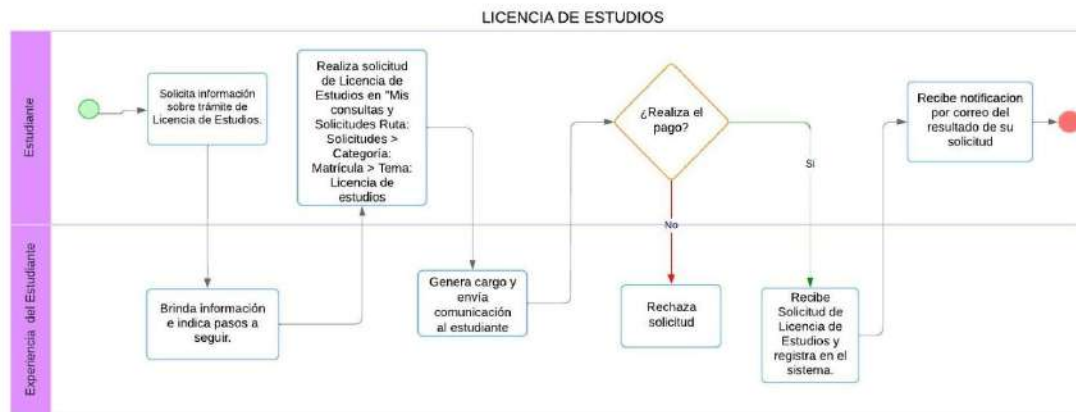 LICENCIA DE ESTUDIOS
Estudiante
Solicita información
sobre trámite de
Licencia de Estudios.
Realiza solicitud
de Licencia de
Estudios en "Mis
consultas y
Solicitudes Ruta:
Solicitudes >
Categoría:
Matrícula > Tema:
Licencia de
estudios
¿Realiza el
pago?
Si
No
Recibe notificacion
por correo del
resultado de su
solicitud
Experiencia del Estudiante
Brinda información
e indica pasos a
seguir.
Genera cargo y
envía
comunicación
al estudiante
Rechaza
solicitud
Recibe
Solicitud de
Licencia de
Estudios y
registra en el
sistema.